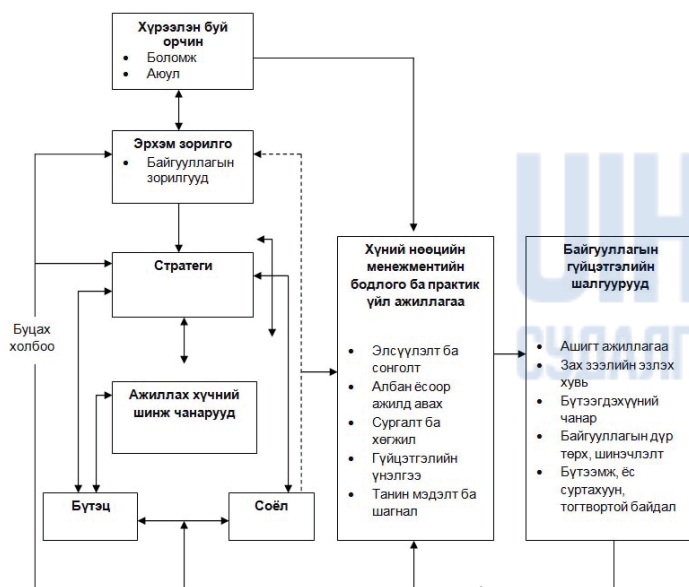 Хүрээлэн буй
орчин
• Боломж
• Аюул
Эрхэм зорилго
• Байгууллагын
зорилгууд
Стратеги
Буцах
холбоо
Ажиллах хүчний
шинж чанарууд
Бүтэц
Соёл
Хүний нөөцийн
менежментийн
бодлого ба практик
үйл ажиллагаа
• Элсүүлэлт ба
сонголт
• Албан ёсоор
ажилд авах
• Сургалт ба
хөгжил
• Гүйцэтгэлийн
үнэлгээ
• Танин мэдэлт ба
шагнал
Байгууллагын
гүйцэтгэлийн
шалгуурууд
• Ашигт ажиллагаа
• Зах зээлийн эзлэх
хувь
• Бүтээгдэхүүний
чанар
• Байгууллагын дүр
төрх, шинэчлэлт
• Бүтээмж, ёс
суртахуун,
тогтвортой байдал